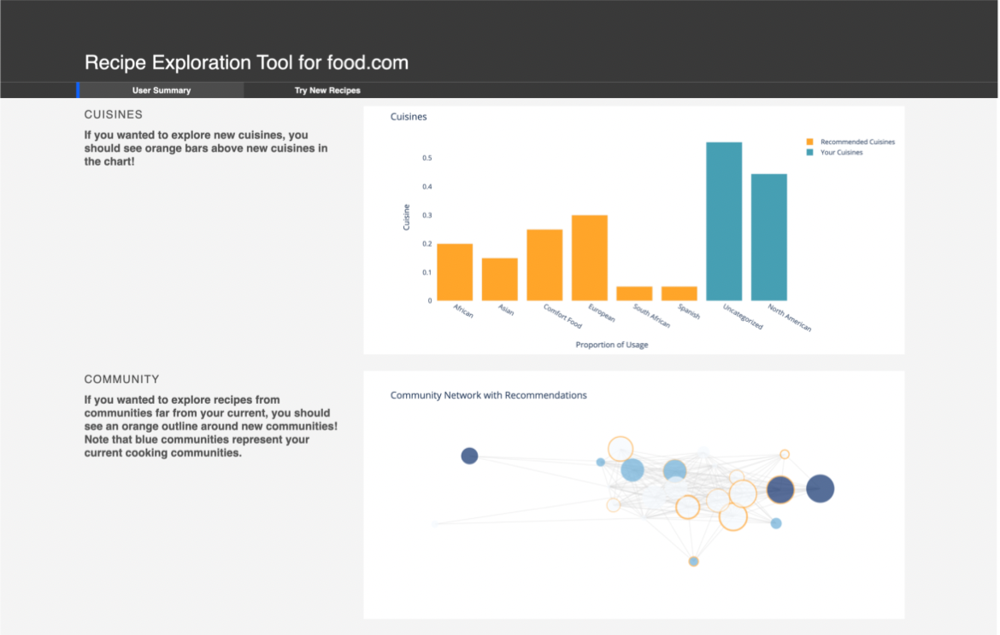 Recipe Exploration Tool for food.com
User Summary
Try New Recipes
CUISINES
If you wanted to explore new cuisines, you
should see orange bars above new cuisines in
the chart!
Cuisines
Recommended Cuisines
Your Cuisines
Cuisine
0.5
0.4
0.3
0.2
0.1
0
African
Asian
Comfort Food
European
South African
Spanish
Uncategorized
North American
Proportion of Usage
COMMUNITY
If you wanted to explore recipes from
communities far from your current, you should
see an orange outline around new communities!
Note that blue communities represent your
current cooking communities.
Community Network with Recommendations